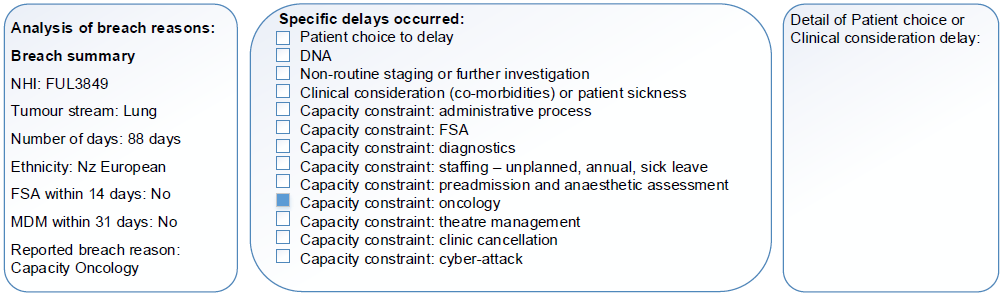 Analysis of breach reasons:
Breach summary
NHI: FUL3849
Tumour stream: Lung
Number of days: 88 days
Ethnicity: Nz European
FSA within 14 days: No
MDM within 31 days: No
Reported breach reason:
Capacity Oncology
Specific delays occurred:
Patient choice to delay
DNA
Non-routine staging or further investigation
Clinical consideration (co-morbidities) or patient sickness
Capacity constraint: administrative process
Capacity constraint: FSA
Capacity constraint: diagnostics
Capacity constraint: staffing – unplanned, annual, sick leave
Capacity constraint: preadmission and anaesthetic assessment
Capacity constraint: oncology
Capacity constraint: theatre management
Capacity constraint: clinic cancellation
Capacity constraint: cyber-attack
Detail of Patient choice or
Clinical consideration delay: